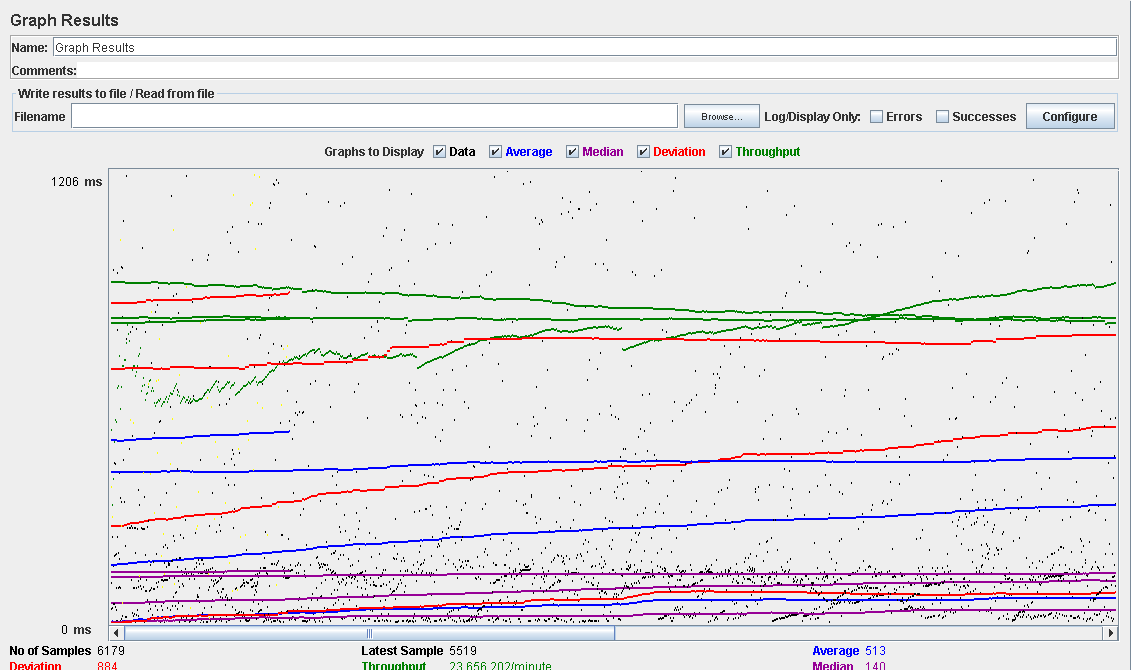 Graph Results
Name: Graph Results
Comments:
Write results to file / Read from file
Filename Browse... Log/Display Only: Errors Successes Configure
Graphs to Display Data Average Median Deviation Throughput
1206 ms
0 ms
No of Samples 6179 Latest Sample 5519 Average 513
Deviation 884 Throughput 23,656.202/minute Median 140